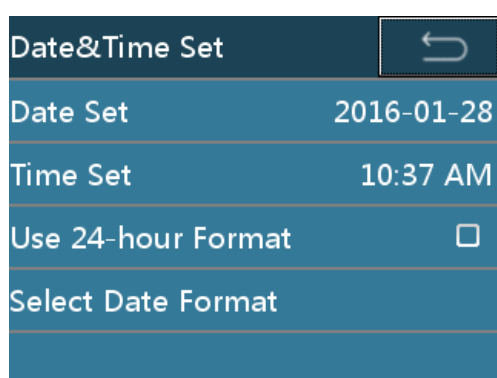 Date&Time Set
Date Set 2016-01-28
Time Set 10:37 AM
Use 24-hour Format
Select Date Format